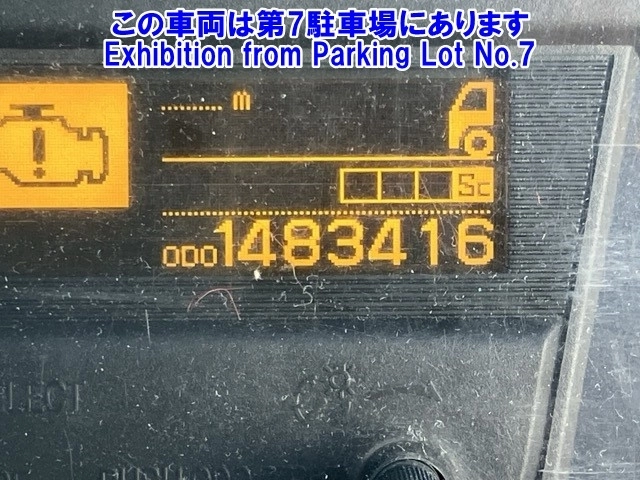 この車両は第7駐車場にあります
Exhibition from Parking Lot No.7
........ m
Sc
0001483416